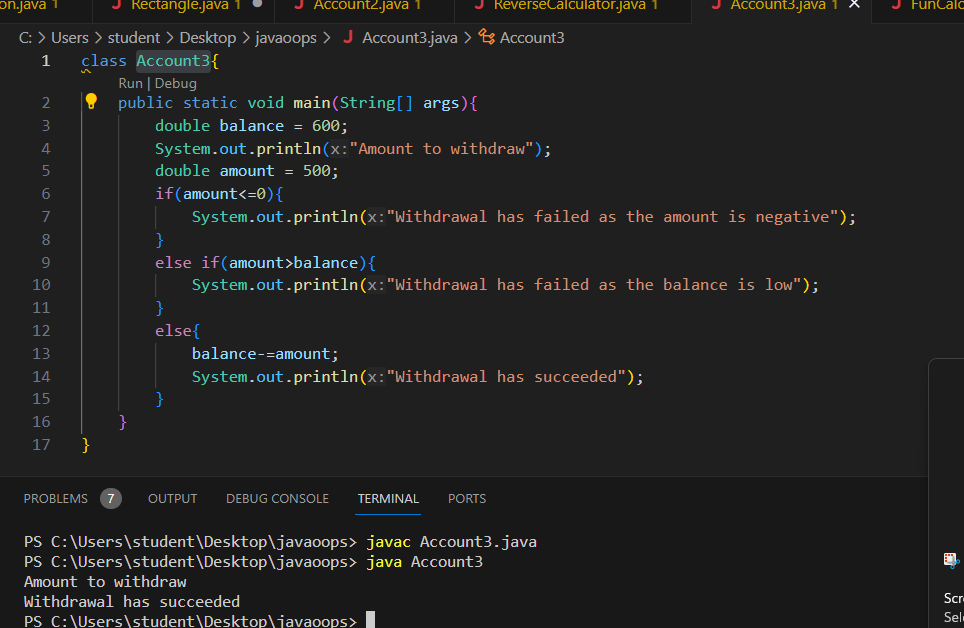 on.java 1 J Rectangle.java 1 J Account2.java 1 J ReverseCalculator.java 1 J Account3.java 1 × J FunCalc
C: > Users > student > Desktop > javaoops > J Account3.java > Account3
1 class Account3{
Run | Debug
2 public static void main(String[] args){
3 double balance = 600;
4 System.out.println(x:"Amount to withdraw");
5 double amount = 500;
6 if(amount<=0){
7 System.out.println(x:"Withdrawal has failed as the amount is negative");
8 }
9 else if(amount>balance){
10 System.out.println(x:"Withdrawal has failed as the balance is low");
11 }
12 else{
13 balance-=amount;
14 System.out.println(x:"Withdrawal has succeeded");
15 }
16 }
17 }
PROBLEMS 7 OUTPUT DEBUG CONSOLE TERMINAL PORTS
PS C:\Users\student\Desktop\javaoops> javac Account3.java
PS C:\Users\student\Desktop\javaoops> java Account3
Amount to withdraw
Withdrawal has succeeded
PS C:\Users\student\Desktop\javaoops>
Scr
Sele